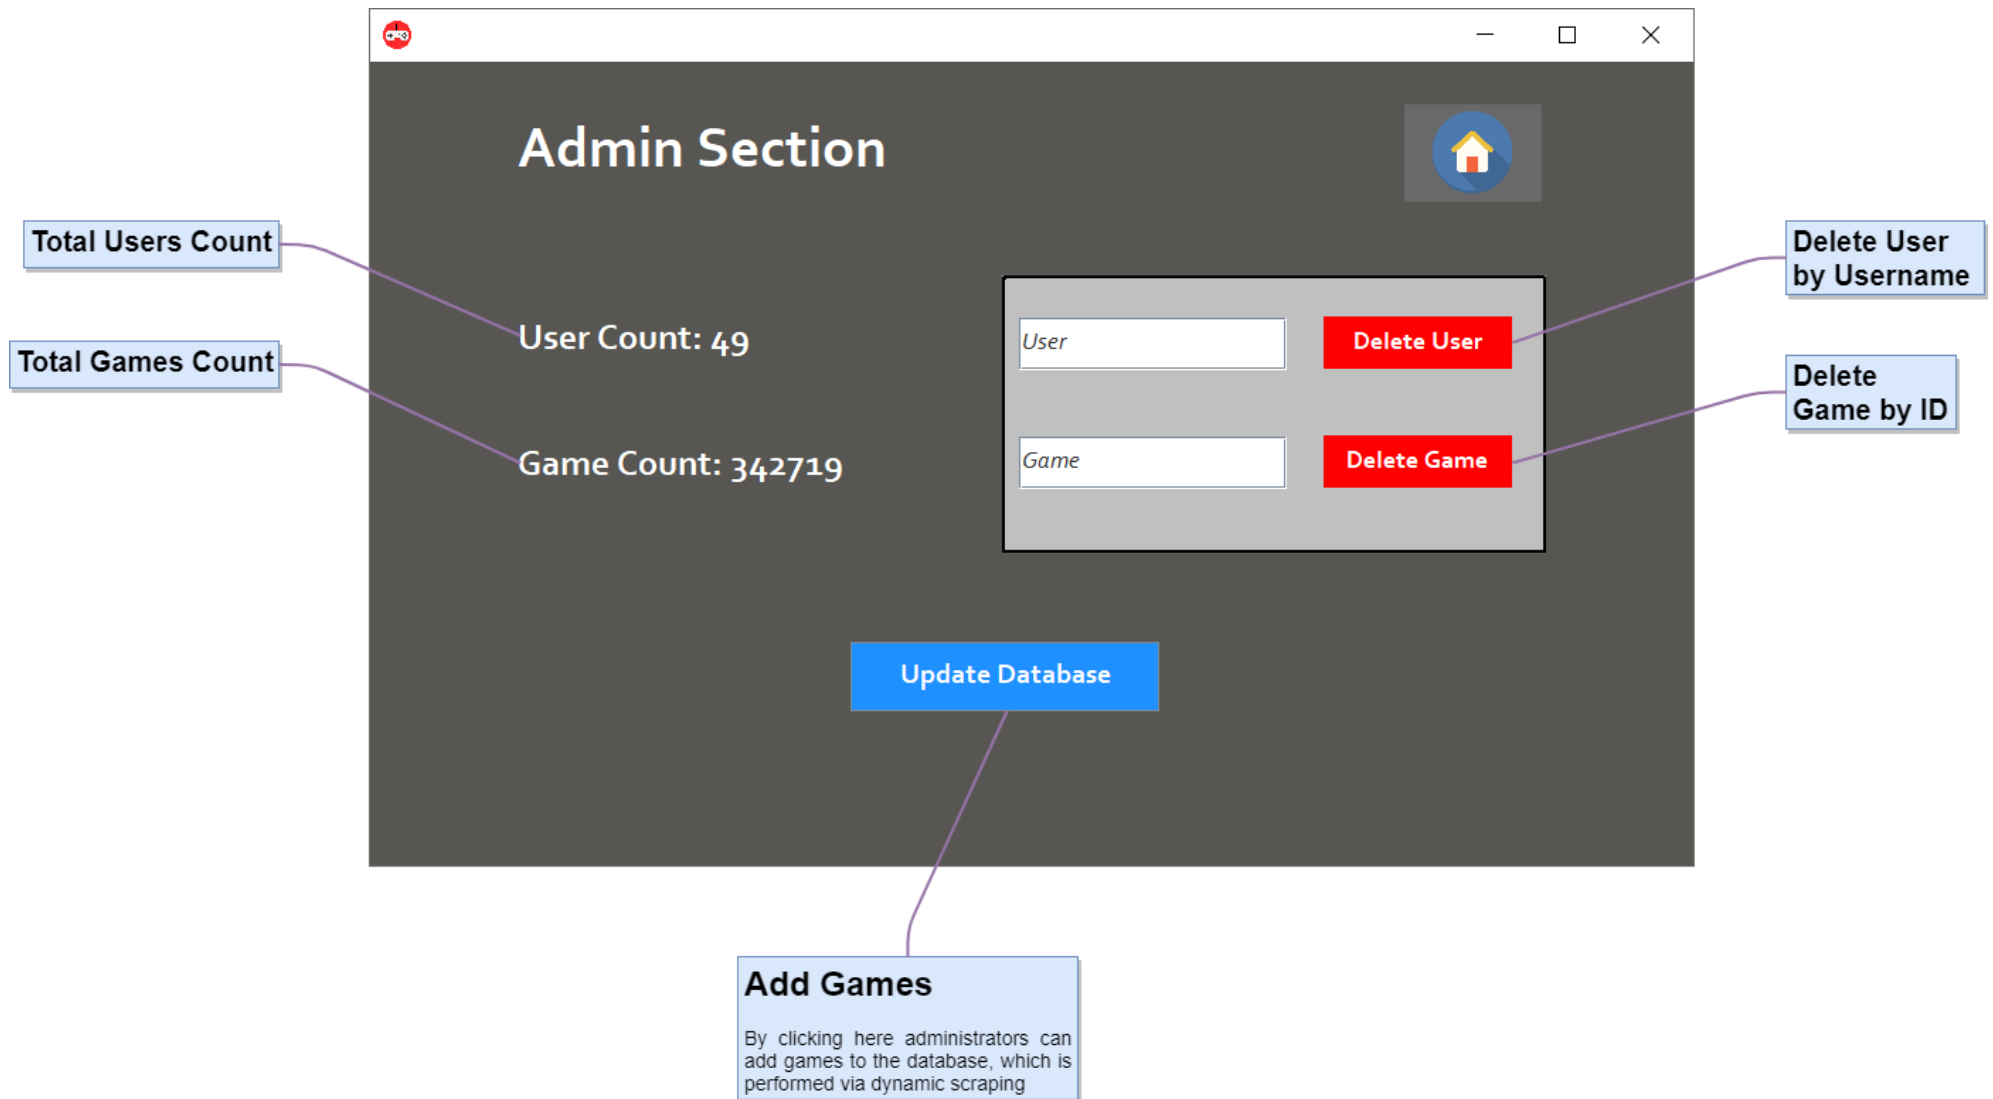 Admin Section
Total Users Count
Delete User
by Username
User Count: 49
User
Delete User
Total Games Count
Delete
Game by ID
Game Count: 342719
Game
Delete Game
Update Database
Add Games
By clicking here administrators can
add games to the database, which is
performed via dynamic scraping